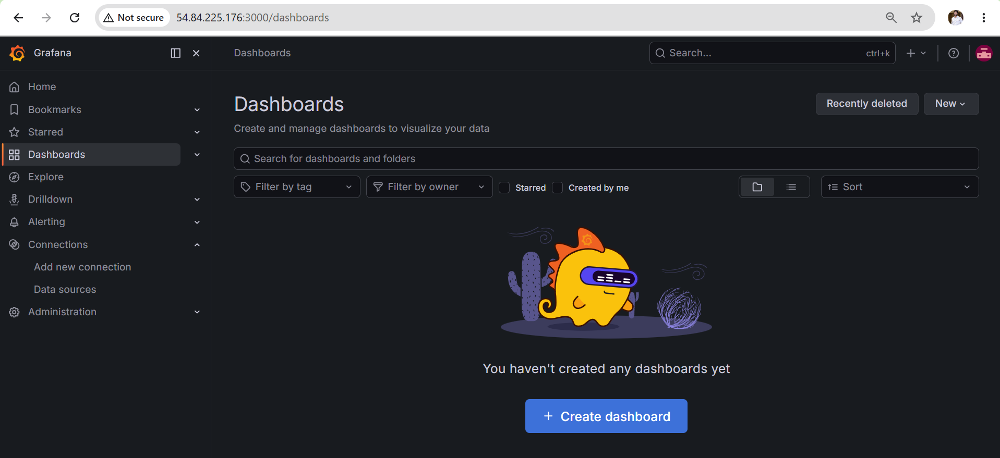 Not secure 54.84.225.176:3000/dashboards
Grafana
Dashboards
Search... ctrl+k
Home
Bookmarks
Starred
Dashboards
Explore
Drilldown
Alerting
Connections
Add new connection
Data sources
Administration
Dashboards
Recently deleted New
Create and manage dashboards to visualize your data
Search for dashboards and folders
Filter by tag Filter by owner Starred Created by me Sort
You haven't created any dashboards yet
+ Create dashboard